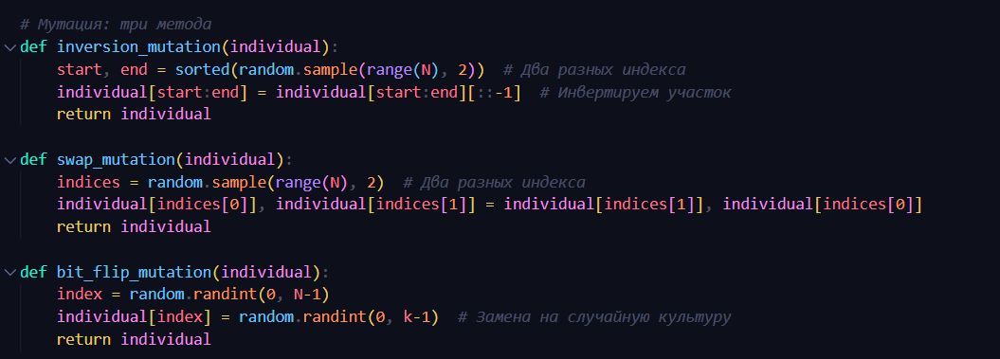 # Мутация: три метода
def inversion_mutation(individual):
    start, end = sorted(random.sample(range(N), 2))  # Два разных индекса
    individual[start:end] = individual[start:end][::-1]  # Инвертируем участок
    return individual
def swap_mutation(individual):
    indices = random.sample(range(N), 2)  # Два разных индекса
    individual[indices[0]], individual[indices[1]] = individual[indices[1]], individual[indices[0]]
    return individual
def bit_flip_mutation(individual):
    index = random.randint(0, N-1)
    individual[index] = random.randint(0, k-1)  # Замена на случайную культуру
    return individual